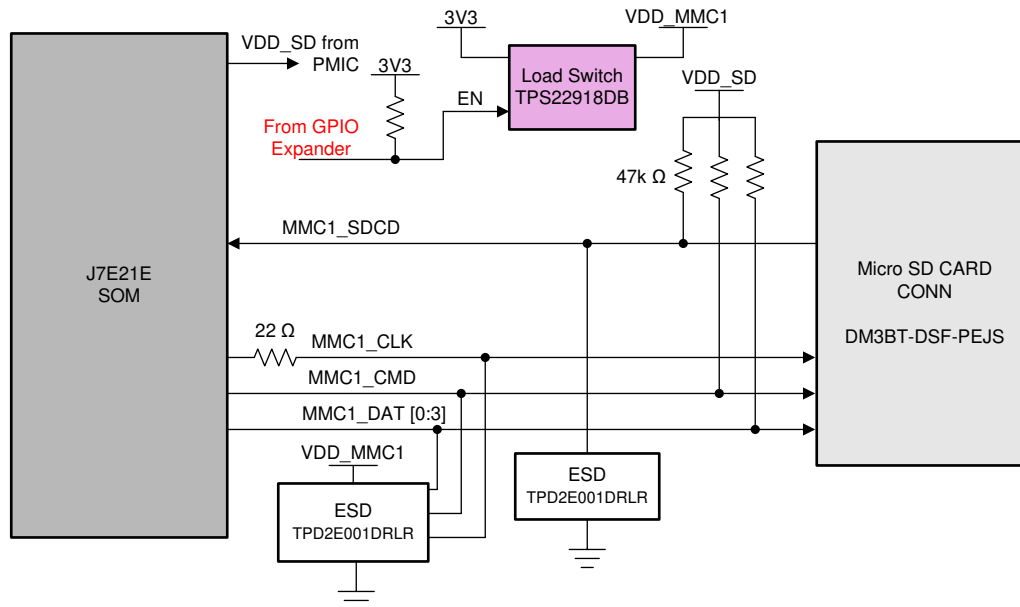 3V3
VDD_MMC1
VDD_SD from
PMIC
3V3
Load Switch
TPS22918DB
EN
VDD_SD
From GPIO
Expander
47k Ω
MMC1_SDCD
J7E21E
SOM
Micro SD CARD
CONN
DM3BT-DSF-PEJS
22 Ω
MMC1_CLK
MMC1_CMD
MMC1_DAT [0:3]
VDD_MMC1
ESD
TPD2E001DRLR
ESD
TPD2E001DRLR